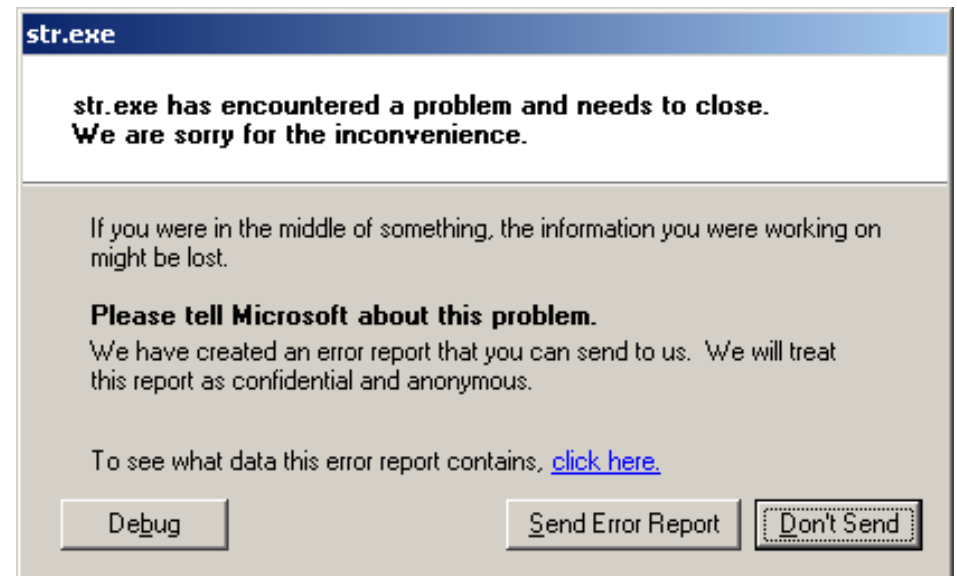 str.exe
str.exe has encountered a problem and needs to close.
We are sorry for the inconvenience.
If you were in the middle of something, the information you were working on
might be lost.
Please tell Microsoft about this problem.
We have created an error report that you can send to us.  We will treat
this report as confidential and anonymous.
To see what data this error report contains, click here.
Debug
Send Error Report
Don't Send